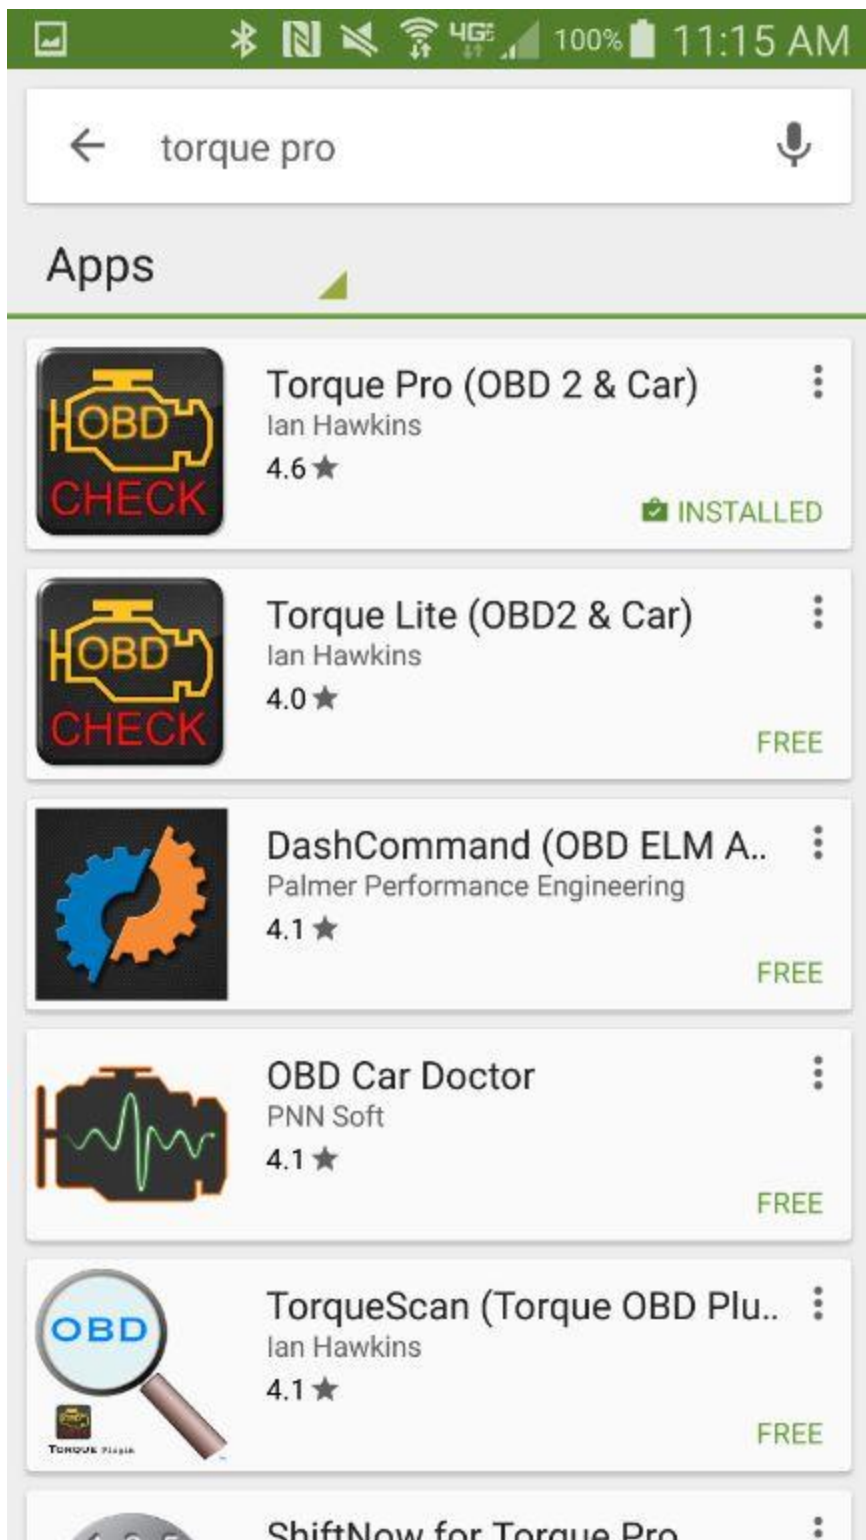 4G 100% 11:15 AM
torque pro
Apps
OBD
CHECK
Torque Pro (OBD 2 & Car)
Ian Hawkins
4.6
INSTALLED
OBD
CHECK
Torque Lite (OBD2 & Car)
Ian Hawkins
4.0
FREE
DashCommand (OBD ELM A..
Palmer Performance Engineering
4.1
FREE
OBD Car Doctor
PNN Soft
4.1
FREE
OBD
TORQUE Plugin
TorqueScan (Torque OBD Plu..
Ian Hawkins
4.1
FREE
ShiftNow for Torque Pro